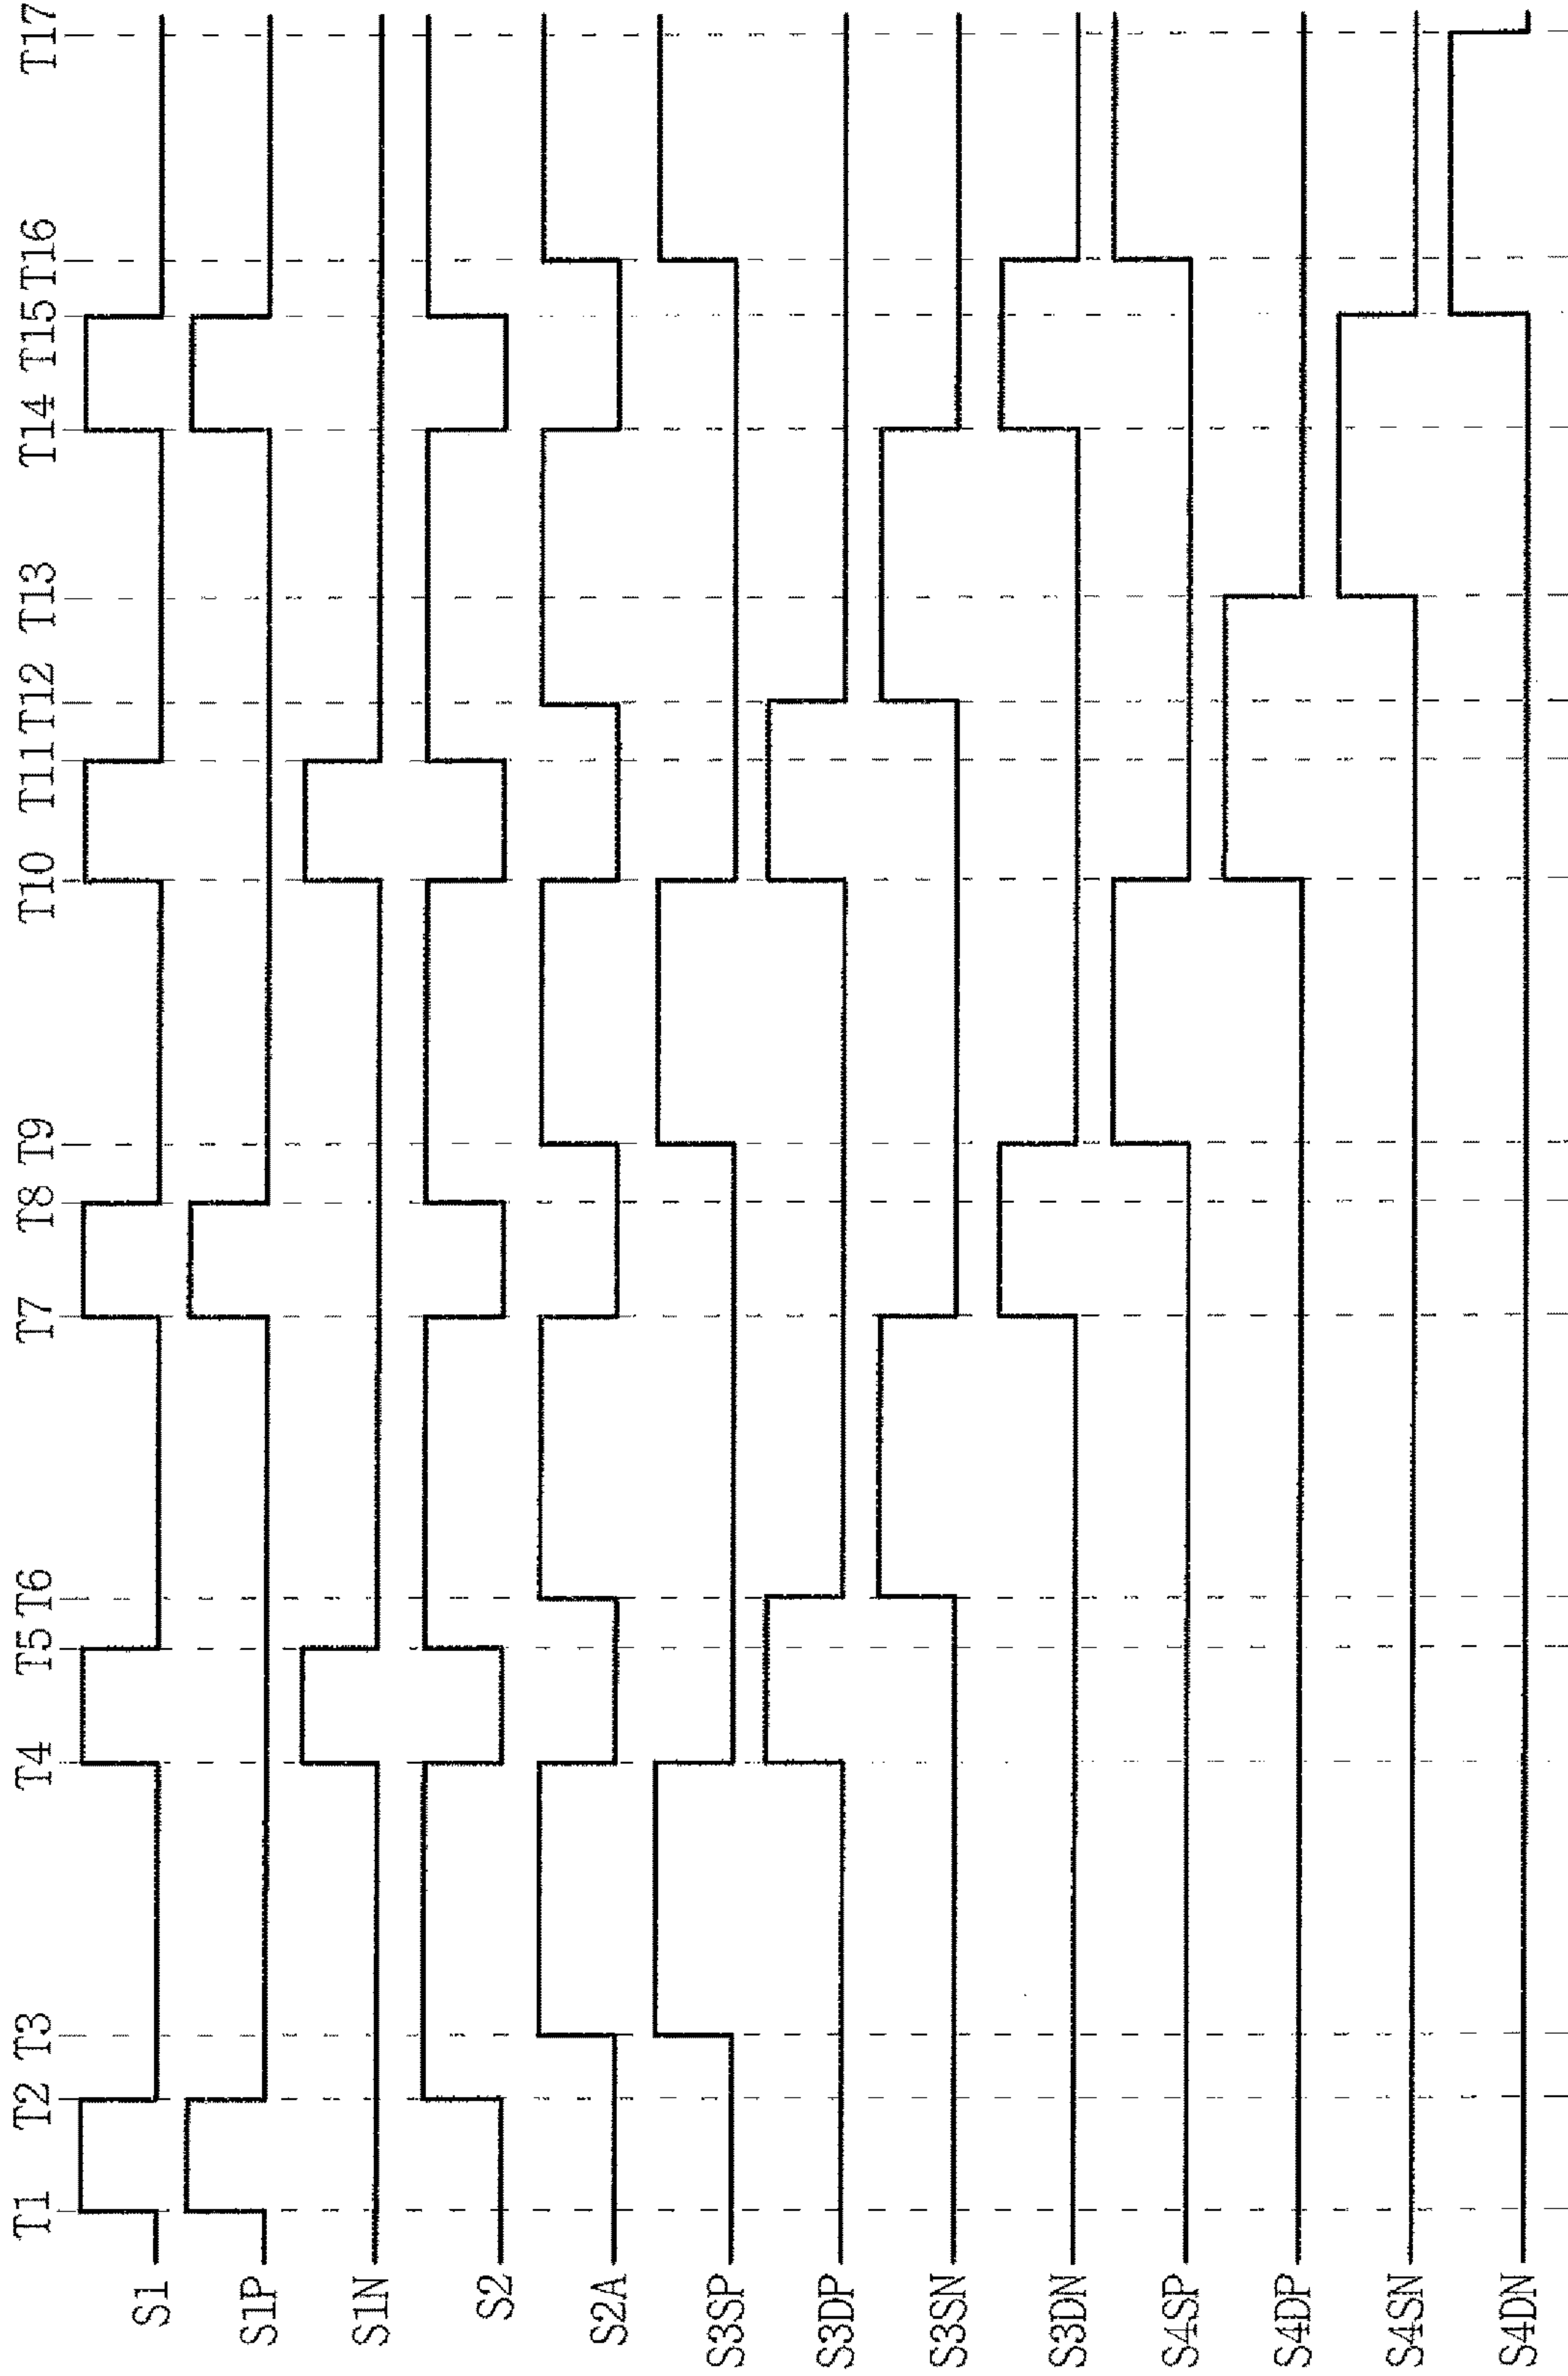 T1 T2 T3 T4 T5 T6 T7 T8 T9 T10 T11 T12 T13 T14 T15 T16 T17
S1
S1P
S1N
S2
S2A
S3SP
S3DP
S3SN
S3DN
S4SP
S4DP
S4SN
S4DN